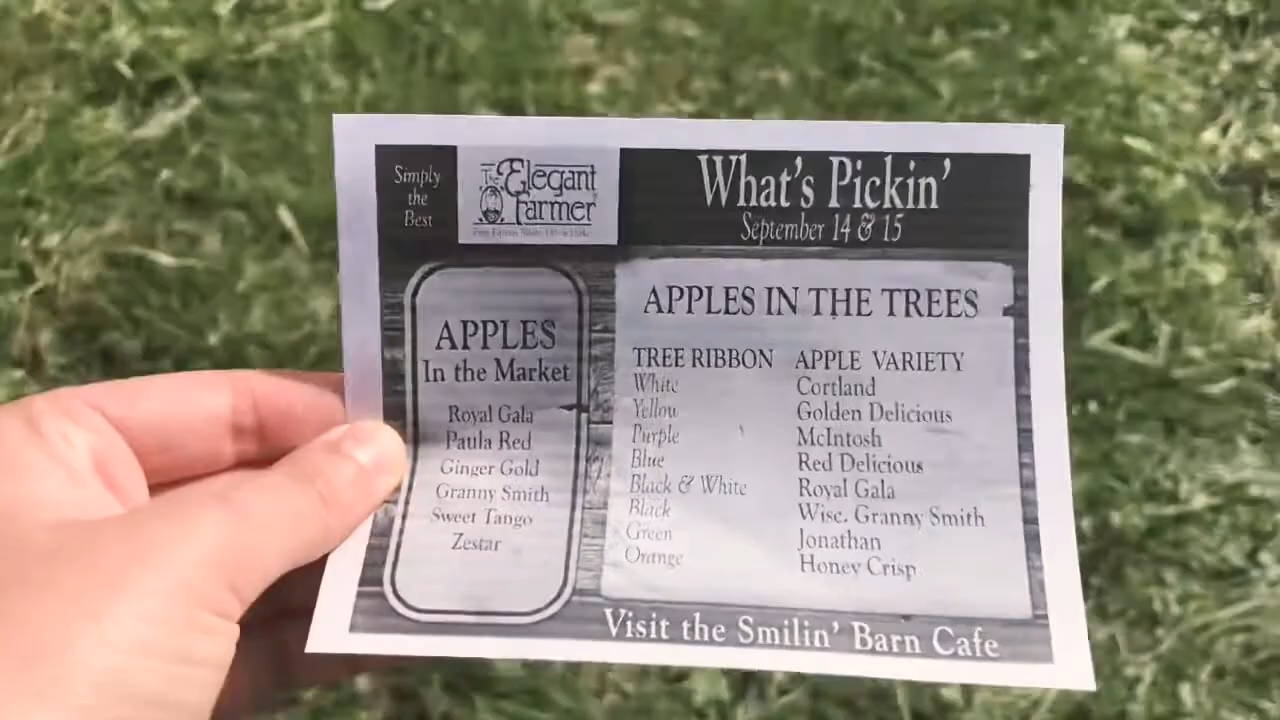 Simply
the
Best
The Elegant
Farmer
What's Pickin'
September 14 & 15
APPLES
In the Market
Royal Gala
Paula Red
Ginger Gold
Granny Smith
Sweet Tango
Zestar
APPLES IN THE TREES
TREE RIBBON APPLE VARIETY
White Cortland
Yellow Golden Delicious
Purple McIntosh
Blue Red Delicious
Black & White Royal Gala
Black Wisc. Granny Smith
Green Jonathan
Orange Honey Crisp
Visit the Smilin' Barn Cafe